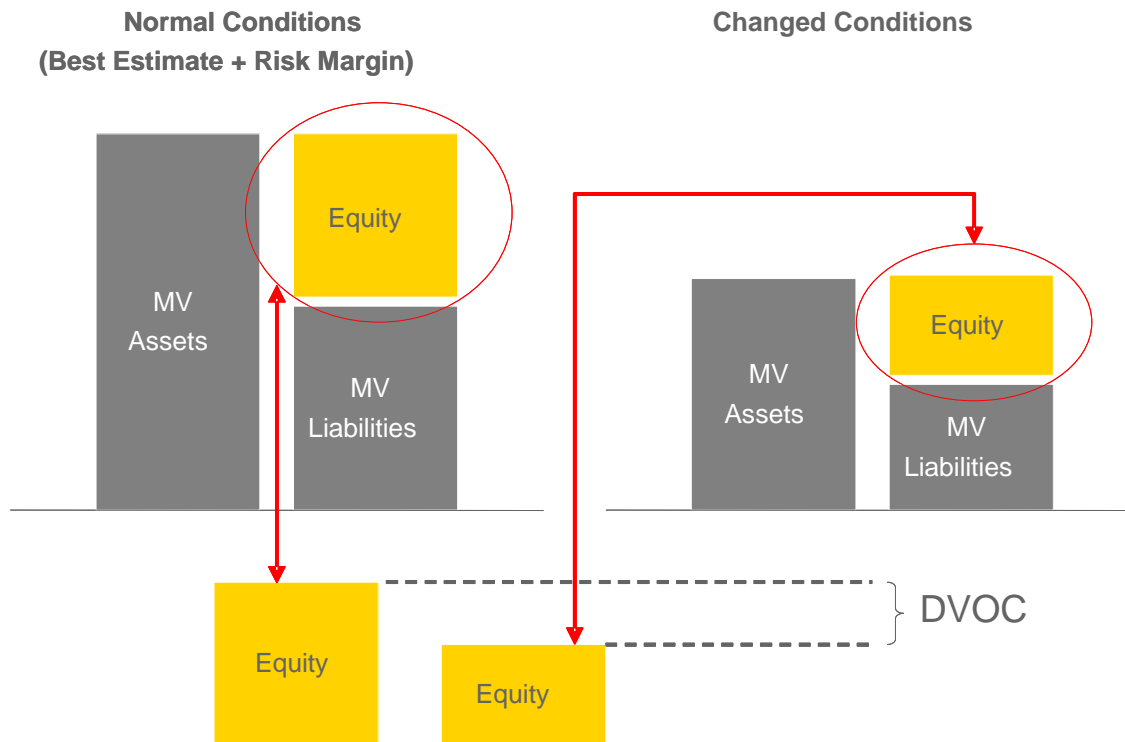 Normal Conditions
(Best Estimate + Risk Margin)
Changed Conditions
Equity
MV
Assets
MV
Liabilities
Equity
MV
Assets
MV
Liabilities
DVOC
Equity
Equity